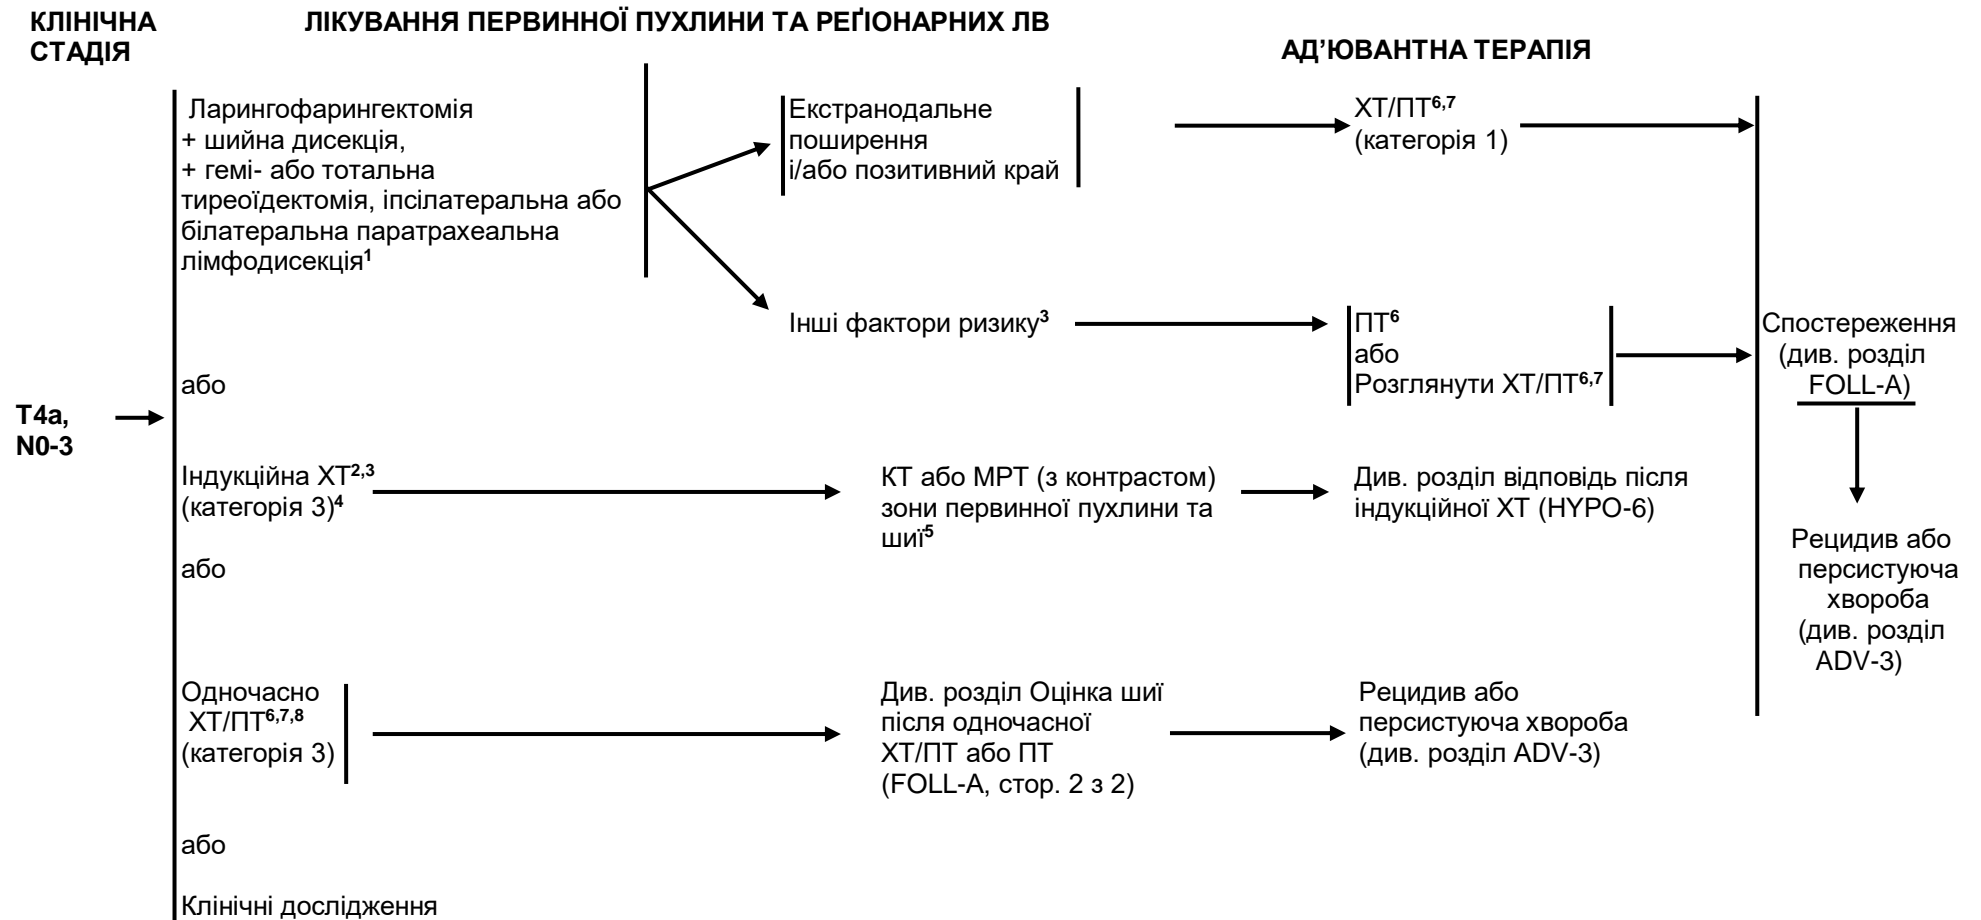 КЛІНІЧНА
СТАДІЯ
ЛІКУВАННЯ ПЕРВИННОЇ ПУХЛИНИ ТА РЕҐІОНАРНИХ ЛВ
АД’ЮВАНТНА ТЕРАПІЯ
T4a,
N0-3
Ларингофарингектомія
+ шийна дисекція,
+ гемі- або тотальна
тиреоїдектомія, іпсілатеральна або
білатеральна паратрахеальна
лімфодисекція1
Екстранодальне
поширення
і/або позитивний край
ХТ/ПТ6,7
(категорія 1)
Інші фактори ризику3
ПТ6
або
Розглянути ХТ/ПТ6,7
Спостереження
(див. розділ
FOLL-A)
Рецидив або
персистуюча
хвороба
(див. розділ
ADV-3)
або
Індукційна ХТ2,3
(категорія 3)4
КТ або МРТ (з контрастом)
зони первинної пухлини та
шиї5
Див. розділ відповідь після
індукційної ХТ (HYPO-6)
або
Одночасно
ХТ/ПТ6,7,8
(категорія 3)
Див. розділ Оцінка шиї
після одночасної
ХТ/ПТ або ПТ
(FOLL-A, стор. 2 з 2)
Рецидив або
персистуюча хвороба
(див. розділ ADV-3)
або
Клінічні дослідження